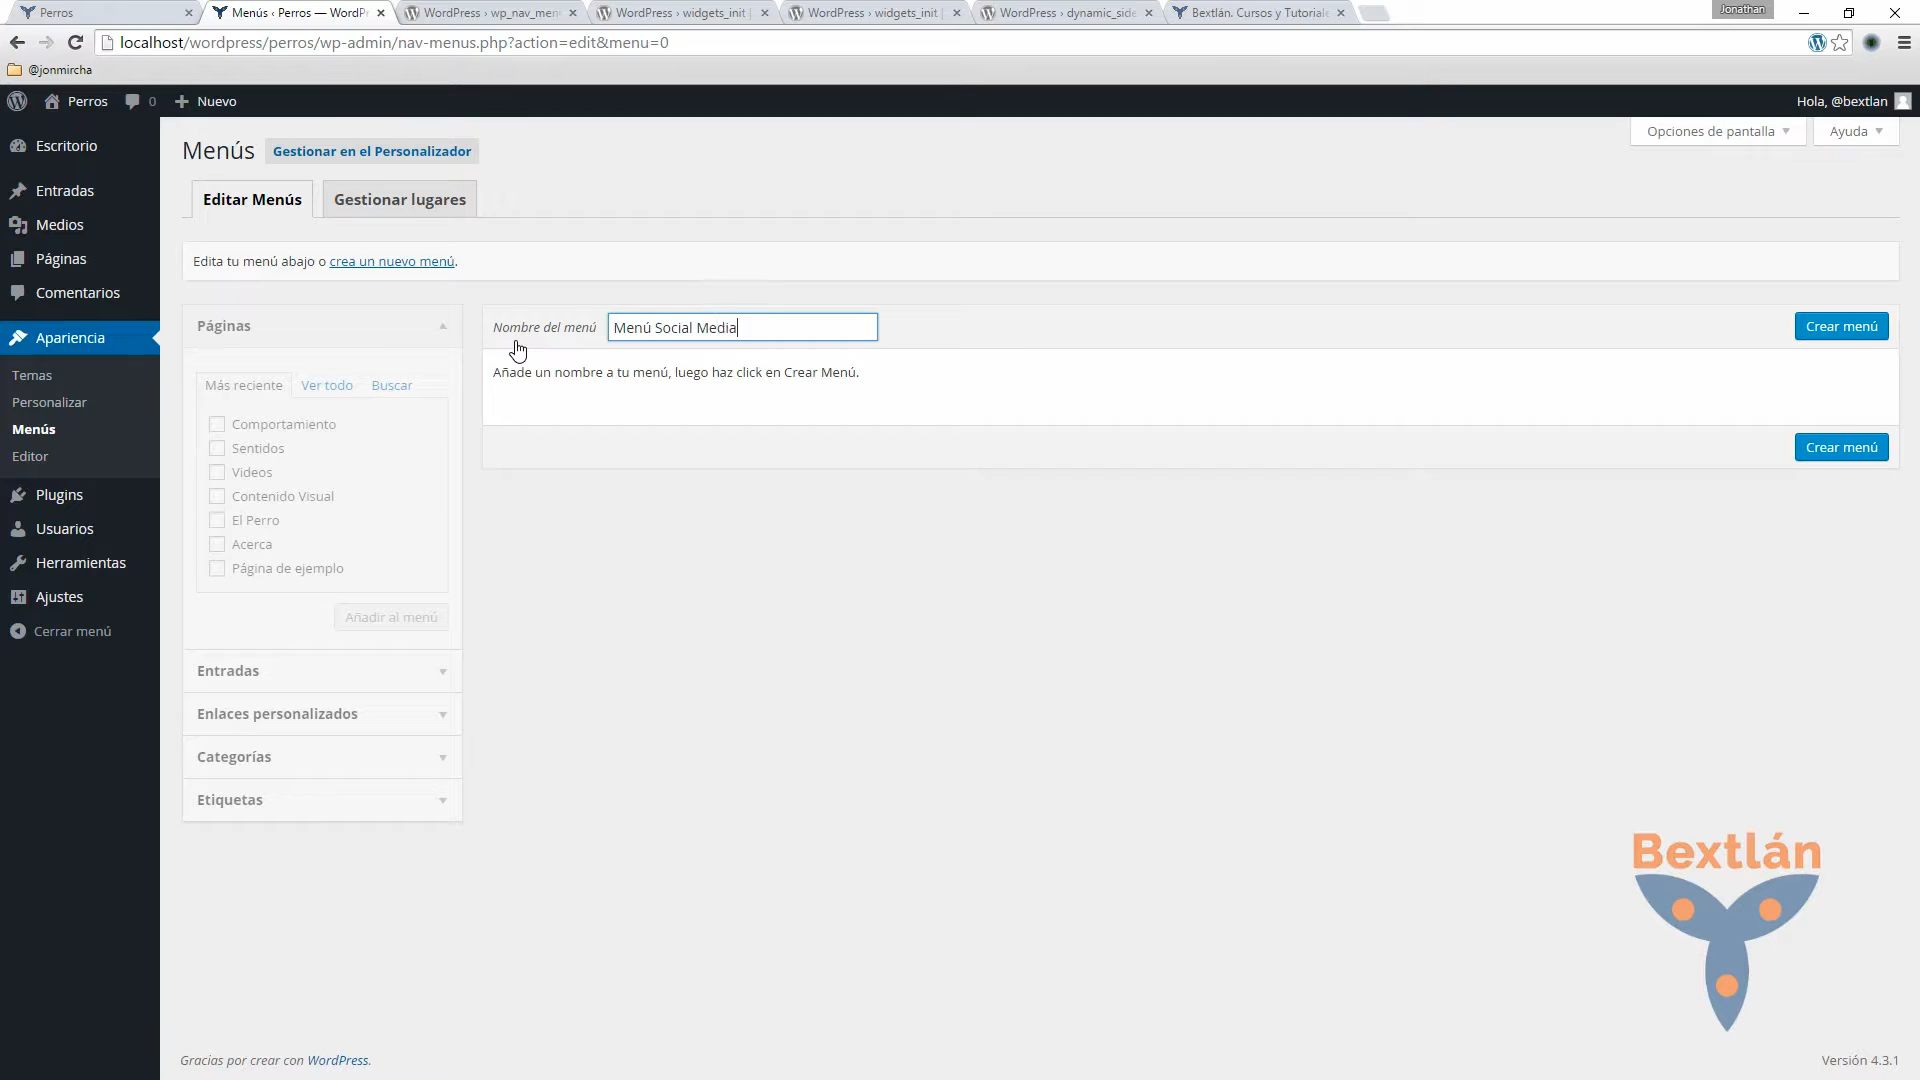 Perros
Menús ‹ Perros — WordPr
WordPress › wp_nav_men
WordPress › widgets_init |
WordPress › widgets_init |
WordPress › dynamic_side
Bextlán. Cursos y Tutoriale
Jonathan
localhost/wordpress/perros/wp-admin/nav-menus.php?action=edit&menu=0
@jonmircha
Perros
0
Nuevo
Hola, @bextlan
Opciones de pantalla
Ayuda
Escritorio
Entradas
Medios
Páginas
Comentarios
Apariencia
Temas
Personalizar
Menús
Editor
Plugins
Usuarios
Herramientas
Ajustes
Cerrar menú
Menús
Gestionar en el Personalizador
Editar Menús
Gestionar lugares
Edita tu menú abajo o crea un nuevo menú.
Páginas
Más reciente
Ver todo
Buscar
Comportamiento
Sentidos
Videos
Contenido Visual
El Perro
Acerca
Página de ejemplo
Añadir al menú
Entradas
Enlaces personalizados
Categorías
Etiquetas
Nombre del menú
Menú Social Media
Crear menú
Añade un nombre a tu menú, luego haz click en Crear Menú.
Crear menú
Bextlán
Gracias por crear con WordPress.
Versión 4.3.1